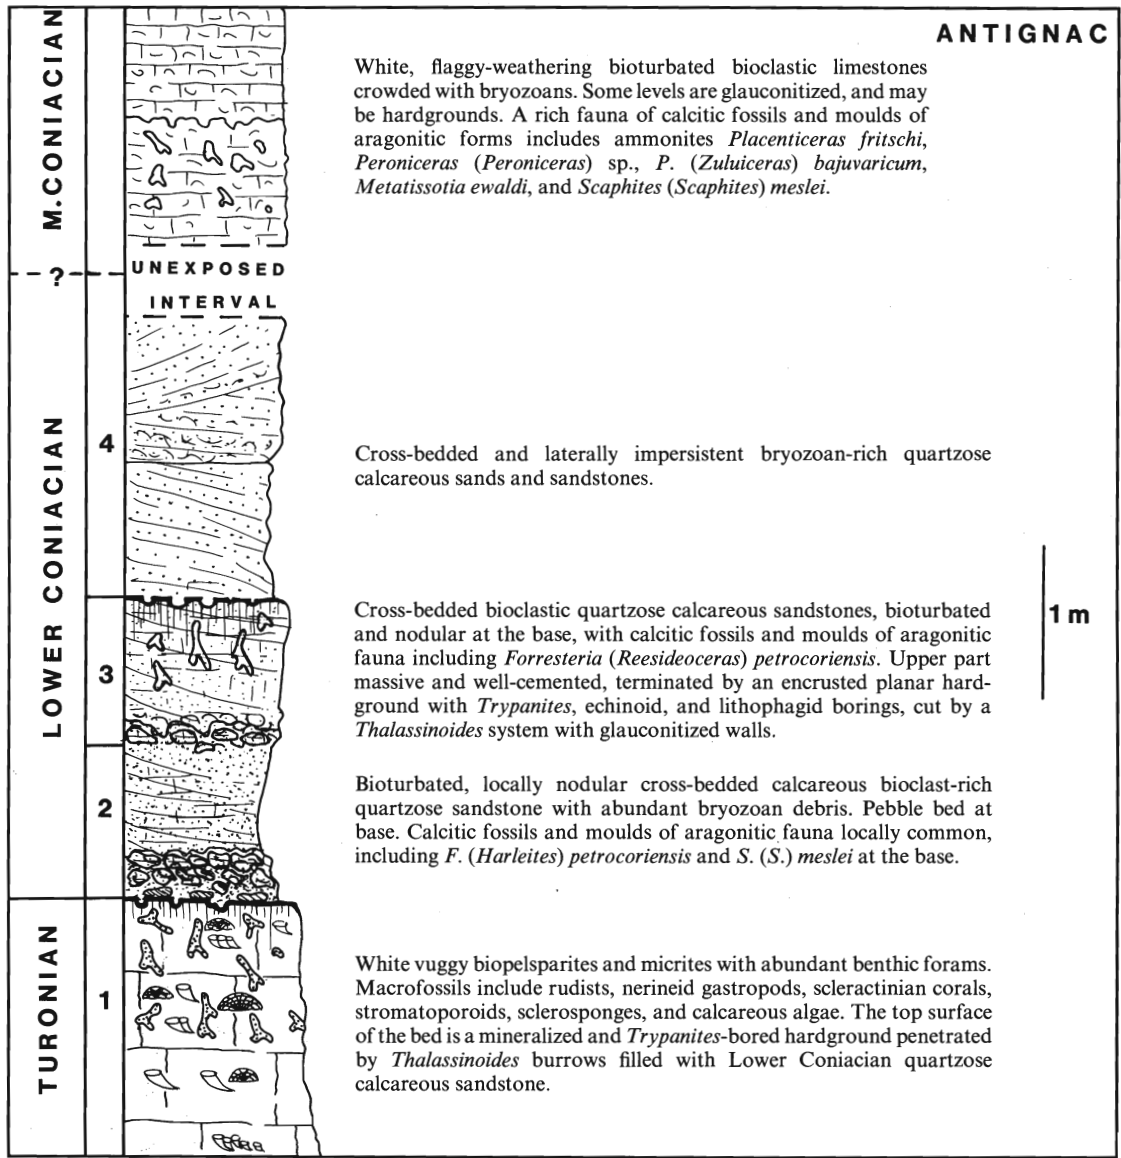 ANTIGNAC
M. CONIACIAN
White, flaggy-weathering bioturbated bioclastic limestones
crowded with bryozoans. Some levels are glauconitized, and may
be hardgrounds. A rich fauna of calcitic fossils and moulds of
aragonitic forms includes ammonites Placenticeras fritschi,
Peroniceras (Peroniceras) sp., P. (Zuluiceras) bajuvaricum,
Metatissotia ewaldi, and Scaphites (Scaphites) meslei.
?
UNEXPOSED
INTERVAL
LOWER CONIACIAN
4
Cross-bedded and laterally impersistent bryozoan-rich quartzose
calcareous sands and sandstones.
1 m
3
Cross-bedded bioclastic quartzose calcareous sandstones, bioturbated
and nodular at the base, with calcitic fossils and moulds of aragonitic
fauna including Forresteria (Reesideoceras) petrocoriensis. Upper part
massive and well-cemented, terminated by an encrusted planar hard-
ground with Trypanites, echinoid, and lithophagid borings, cut by a
Thalassinoides system with glauconitized walls.
2
Bioturbated, locally nodular cross-bedded calcareous bioclast-rich
quartzose sandstone with abundant bryozoan debris. Pebble bed at
base. Calcitic fossils and moulds of aragonitic fauna locally common,
including F. (Harleites) petrocoriensis and S. (S.) meslei at the base.
TURONIAN
1
White vuggy biopelsparites and micrites with abundant benthic forams.
Macrofossils include rudists, nerineid gastropods, scleractinian corals,
stromatoporoids, sclerosponges, and calcareous algae. The top surface
of the bed is a mineralized and Trypanites-bored hardground penetrated
by Thalassinoides burrows filled with Lower Coniacian quartzose
calcareous sandstone.